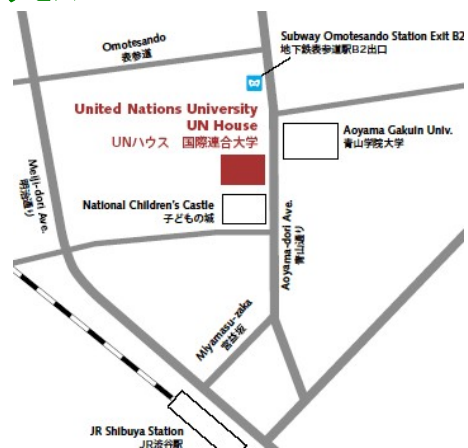 Omotesando
表参道
Subway Omotesando Station Exit B2
地下鉄表参道駅B2出口
United Nations University
UN House
UNハウス 国際連合大学
Aoyama Gakuin Univ.
青山学院大学
Meiji-dori Ave.
明治通り
National Children's Castle
子どもの城
Aoyama-dori Ave.
青山通り
Miyamasu-zaka
宮益坂
JR Shibuya Station
JR渋谷駅